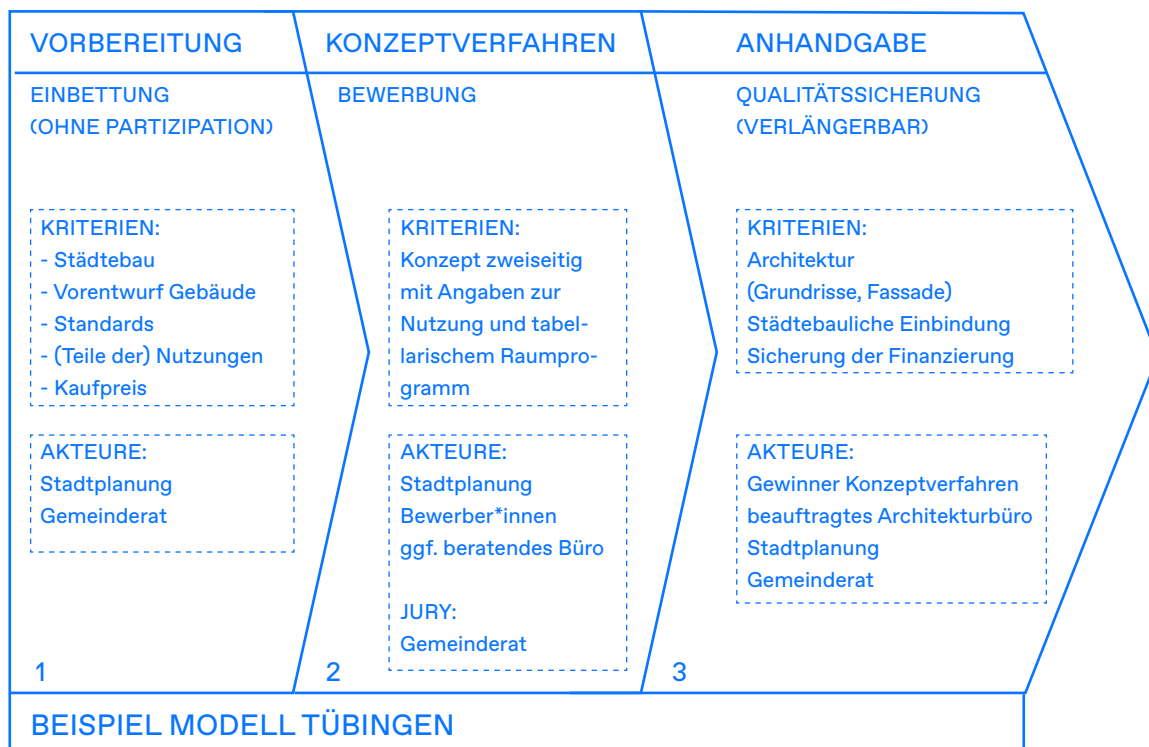 VORBEREITUNG
EINBETTUNG
(OHNE PARTIZIPATION)
KRITERIEN:
- Städtebau
- Vorentwurf Gebäude
- Standards
- (Teile der) Nutzungen
- Kaufpreis
AKTEURE:
Stadtplanung
Gemeinderat
1
KONZEPTVERFAHREN
BEWERBUNG
KRITERIEN:
Konzept zweiseitig
mit Angaben zur
Nutzung und tabel-
larischem Raumpro-
gramm
AKTEURE:
Stadtplanung
Bewerber*innen
ggf. beratendes Büro
JURY:
Gemeinderat
2
ANHANDGABE
QUALITÄTSSICHERUNG
(VERLÄNGERBAR)
KRITERIEN:
Architektur
(Grundrisse, Fassade)
Städtebauliche Einbindung
Sicherung der Finanzierung
AKTEURE:
Gewinner Konzeptverfahren
beauftragtes Architekturbüro
Stadtplanung
Gemeinderat
3
BEISPIEL MODELL TÜBINGEN